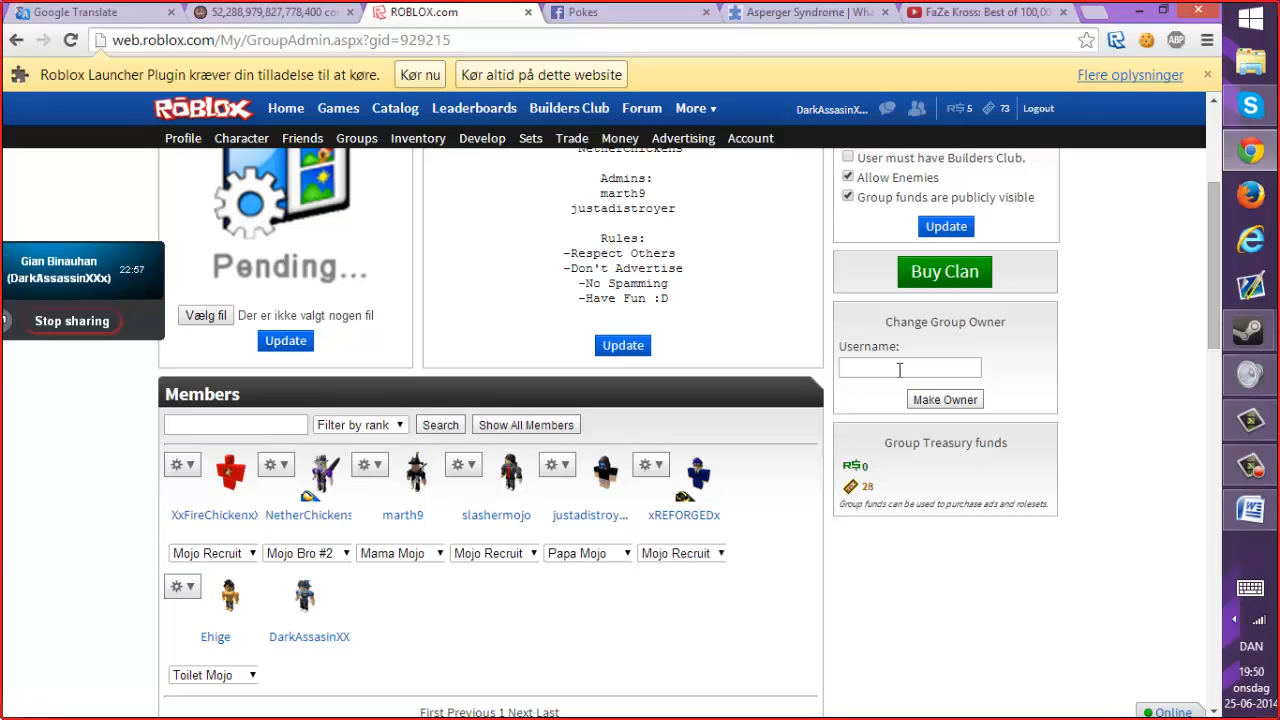 Google Translate
52,288,979,827,778,400 co
ROBLOX.com
Pokes
Asperger Syndrome | Wha
FaZe Kross: Best of 100,00
web.roblox.com/My/GroupAdmin.aspx?gid=929215
ABP
Roblox Launcher Plugin kræver din tilladelse til at køre.
Kør nu
Kør altid på dette website
Flere oplysninger
ROBLOX
Home
Games
Catalog
Leaderboards
Builders Club
Forum
More
DarkAssasinX...
R$ 5
73
Logout
Profile
Character
Friends
Groups
Inventory
Develop
Sets
Trade
Money
Advertising
Account
NetherChickens
Admins:
marth9
justadistroyer
Rules:
-Respect Others
-Don't Advertise
-No Spamming
-Have Fun :D
Update
Pending...
Vælg fil
Der er ikke valgt nogen fil
Update
User must have Builders Club.
Allow Enemies
Group funds are publicly visible
Update
Buy Clan
Change Group Owner
Username:
Make Owner
Group Treasury funds
R$ 0
28
Group funds can be used to purchase ads and rolesets.
Gian Binauhan
(DarkAssassinXXx)
22:57
Stop sharing
Members
Filter by rank
Search
Show All Members
XxFireChickenxX
NetherChickens
marth9
slashermojo
justadistroy...
xREFORGEDx
Mojo Recruit
Mojo Bro #2
Mama Mojo
Mojo Recruit
Papa Mojo
Mojo Recruit
Ehige
DarkAssasinXX
Toilet Mojo
First Previous 1 Next Last
Online
DAN
19:50
onsdag
25-06-2014